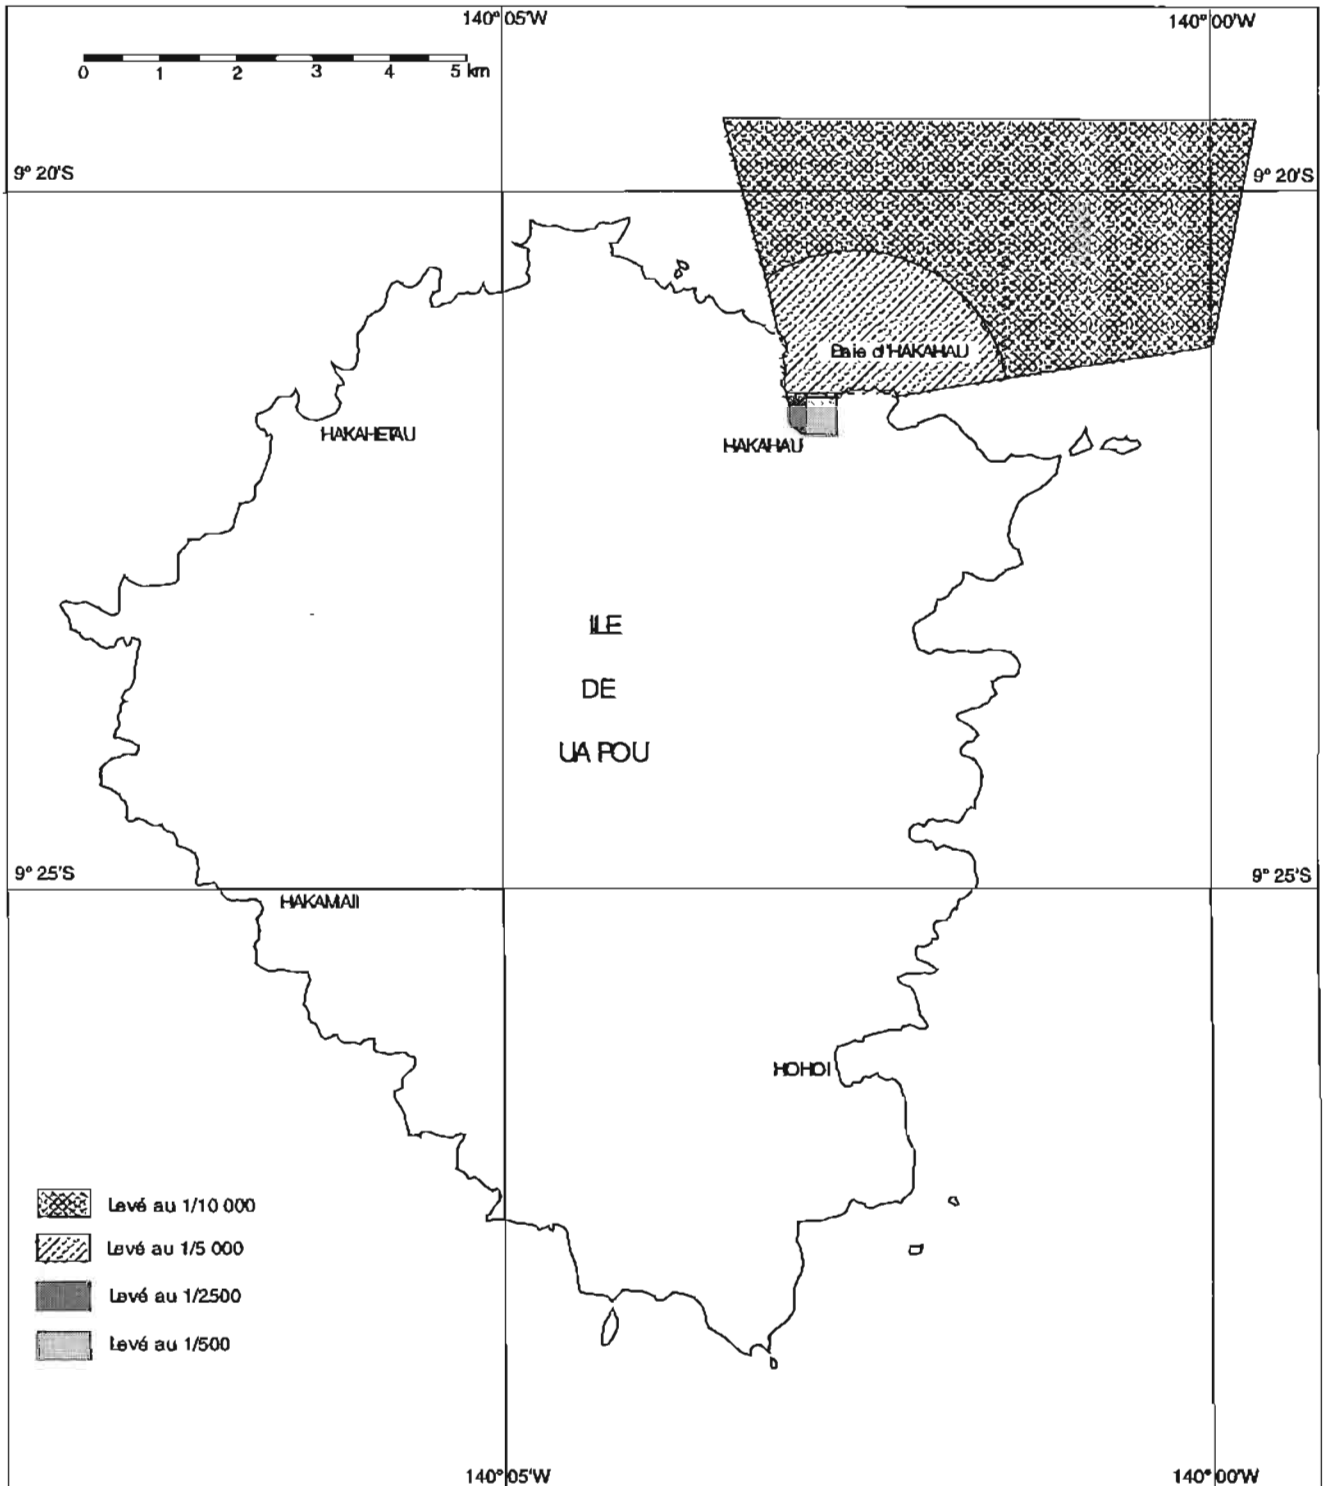 140° 05'W
140° 00'W
0 1 2 3 4 5 km
9° 20'S
9° 20'S
Baie d'HAKAHAU
HAKAHETAU
HAKAHAU
ILE
DE
UA POU
9° 25'S
9° 25'S
HAKAMAII
HOHOI
Levé au 1/10 000
Levé au 1/5 000
Levé au 1/2500
Levé au 1/500
140° 05'W
140° 00'W